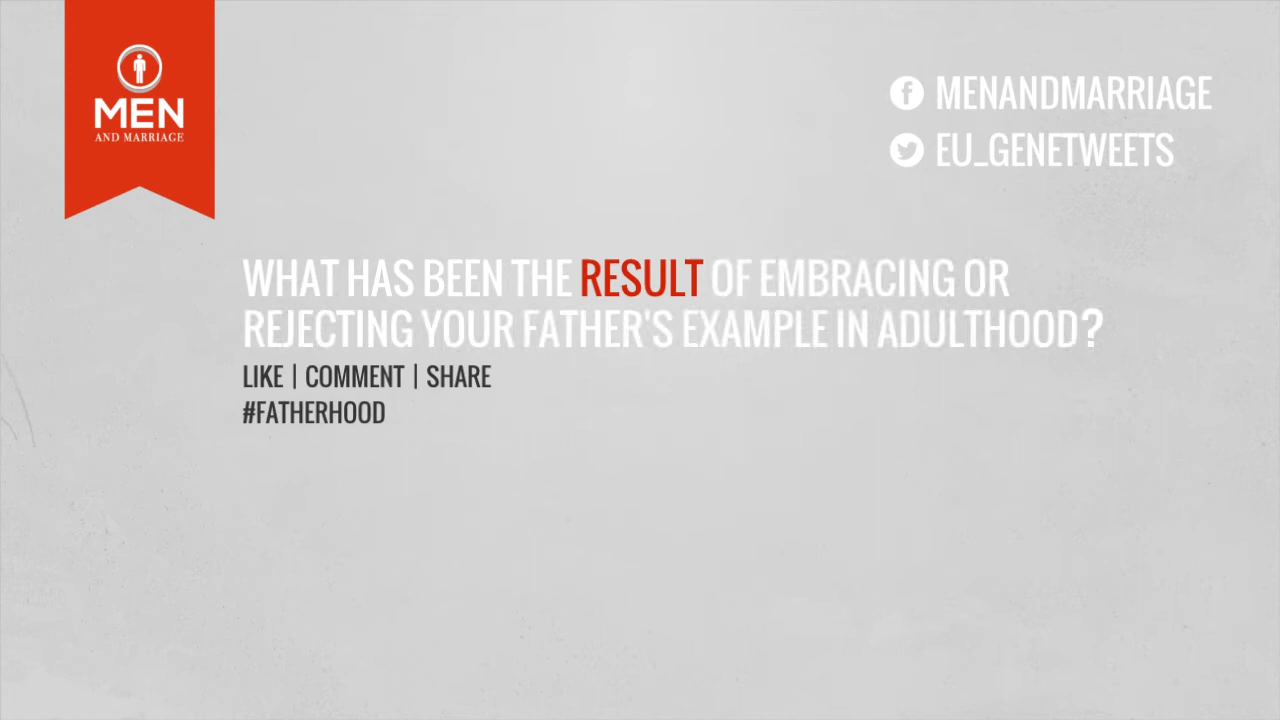 MEN
AND MARRIAGE
MENANDMARRIAGE
EU_GENETWEETS
WHAT HAS BEEN THE RESULT OF EMBRACING OR
REJECTING YOUR FATHER'S EXAMPLE IN ADULTHOOD?
LIKE | COMMENT | SHARE
#FATHERHOOD